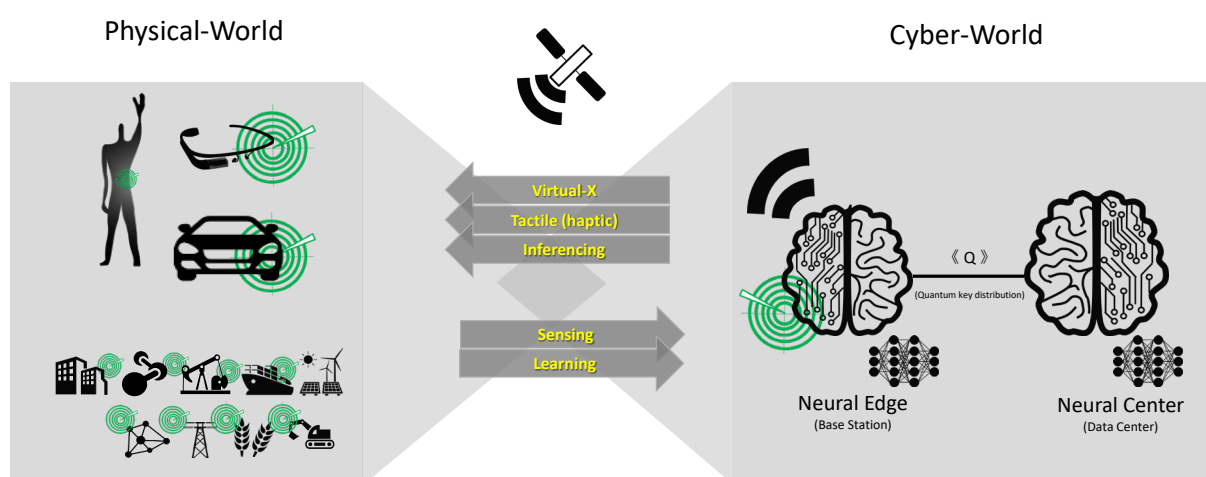 Physical-World
Cyber-World
Virtual-X
Tactile (haptic)
Inferencing
Sensing
Learning
《 Q 》
(Quantum key distribution)
Neural Edge
(Base Station)
Neural Center
(Data Center)